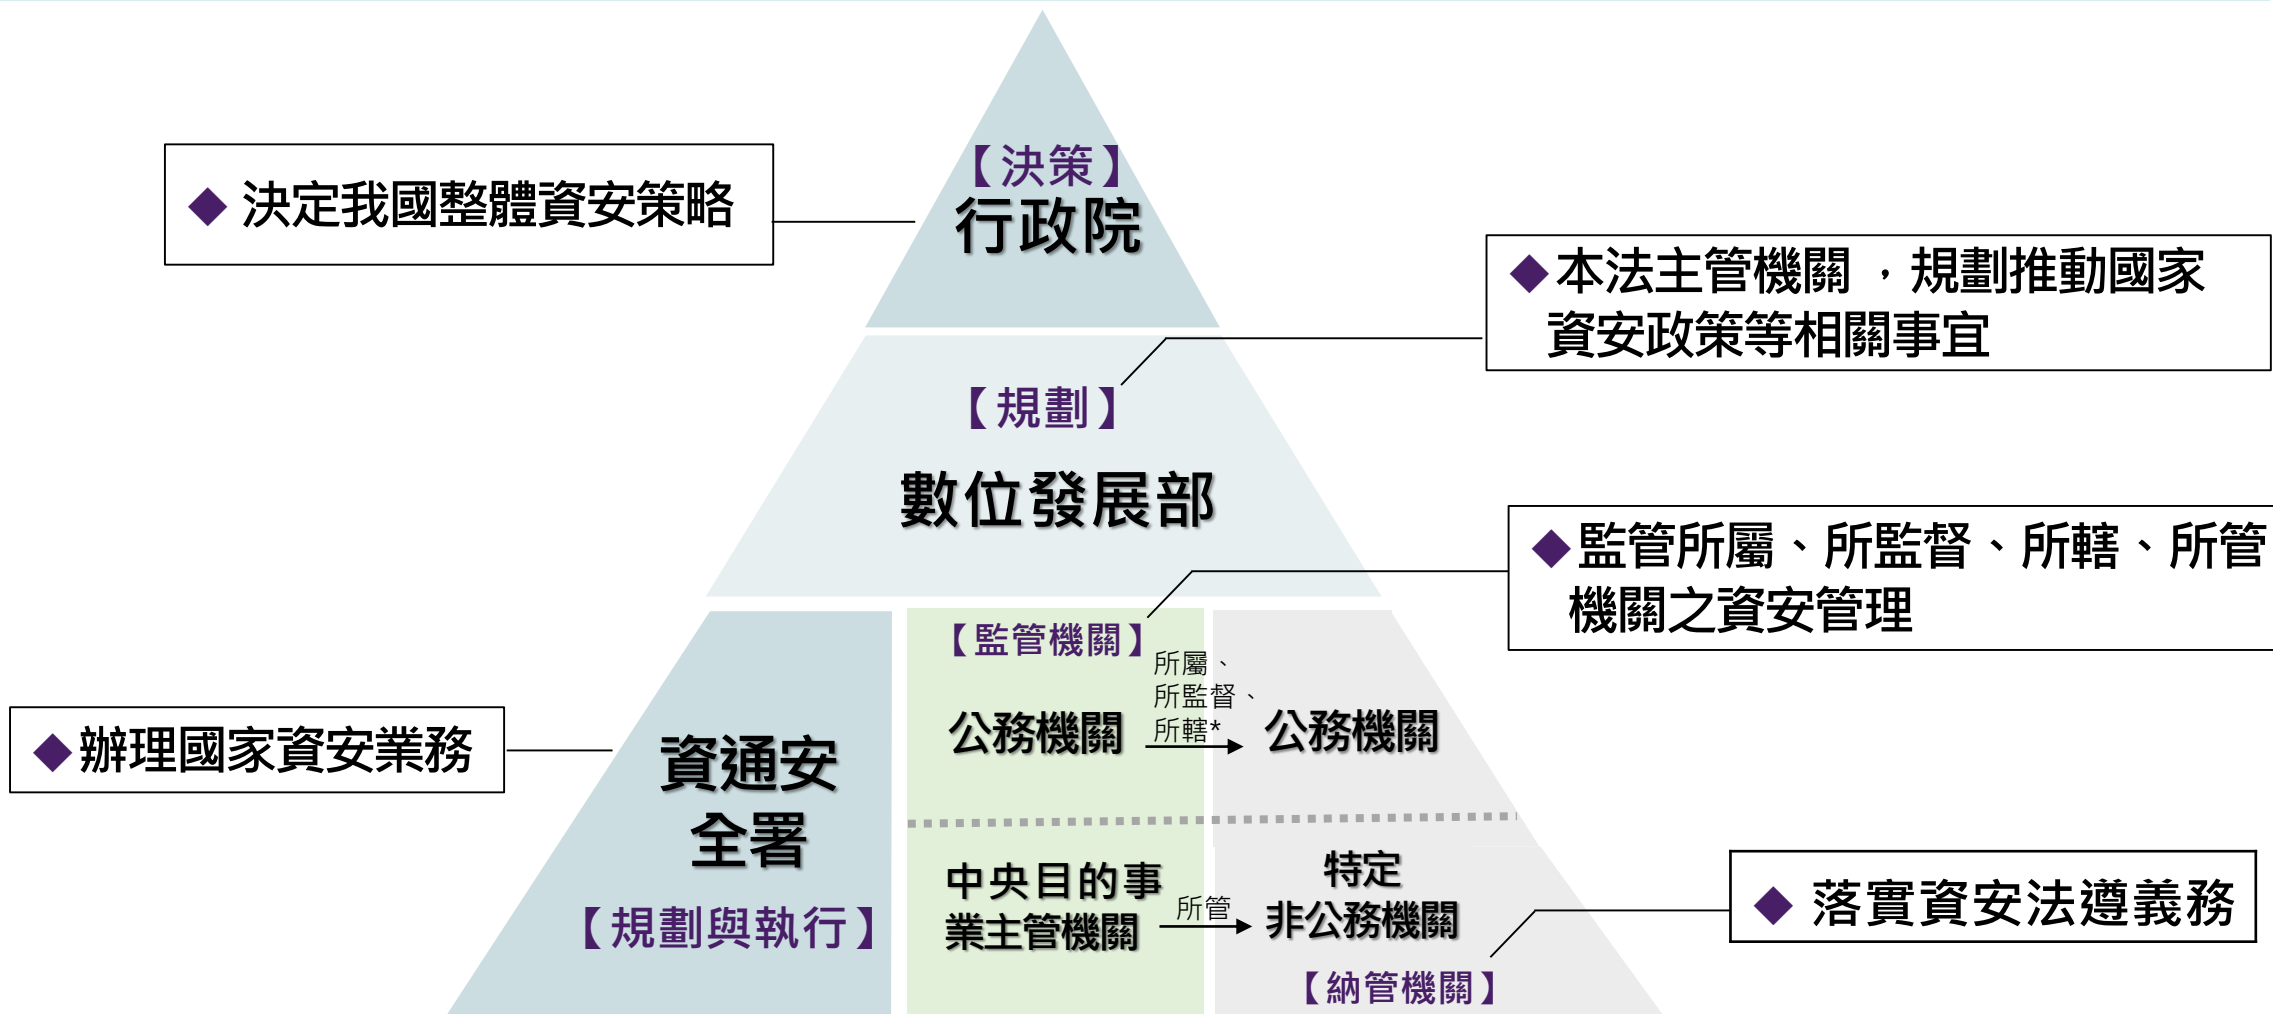 【決策】
行政院
◆ 決定我國整體資安策略
◆本法主管機關，規劃推動國家
資安政策等相關事宜
【規劃】
數位發展部
◆監管所屬、所監督、所轄、所管
機關之資安管理
【監管機關】
所屬、
所監督、
所轄*
公務機關
公務機關
◆辦理國家資安業務
資通安
全署
【規劃與執行】
中央目的事
業主管機關
所管
特定
非公務機關
【納管機關】
◆ 落實資安法遵義務